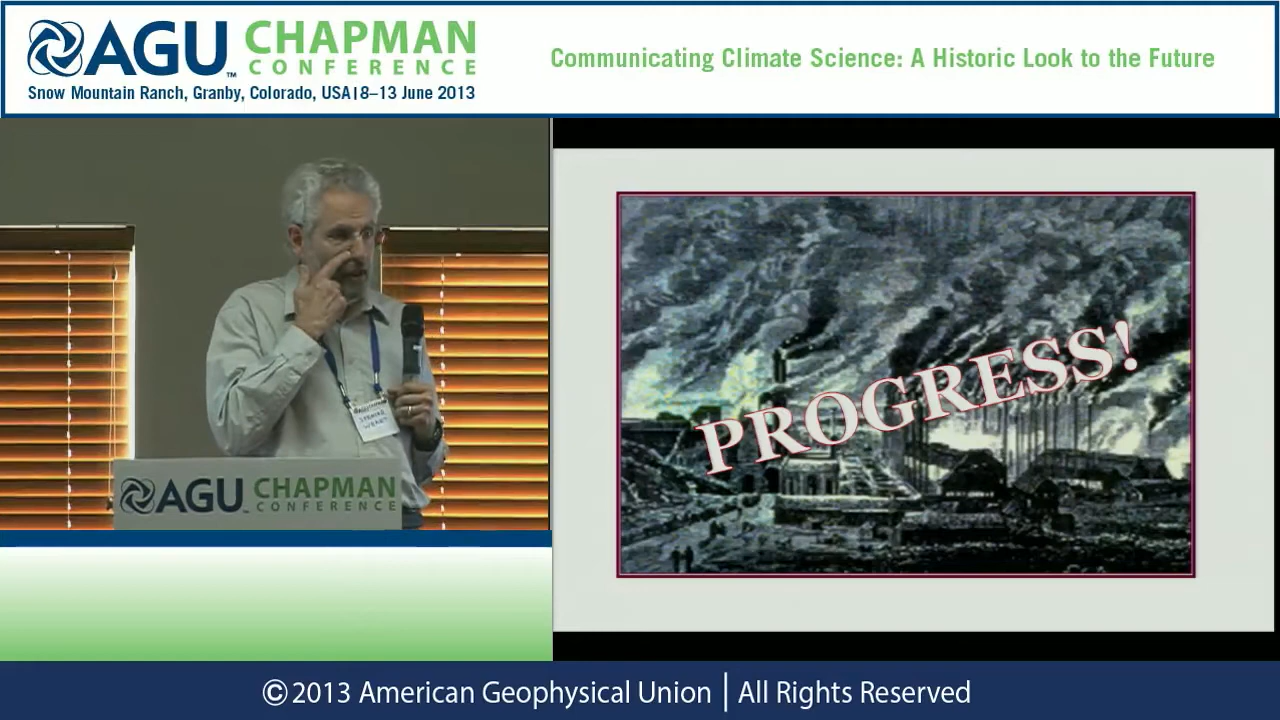 AGU CHAPMAN
CONFERENCE
™
Snow Mountain Ranch, Granby, Colorado, USA|8–13 June 2013
Communicating Climate Science: A Historic Look to the Future
PROGRESS!
AGU CHAPMAN
CONFERENCE
©2013 American Geophysical Union | All Rights Reserved